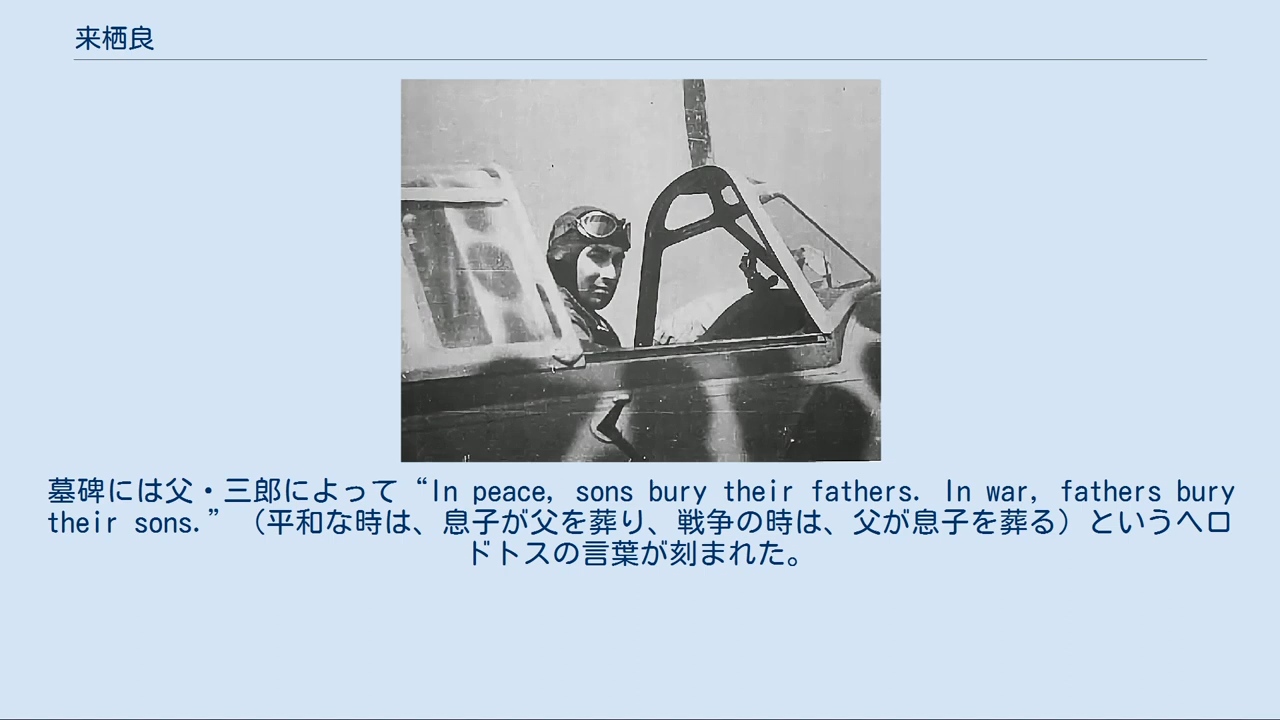 来栖良
墓碑には父・三郎によって“In peace, sons bury their fathers. In war, fathers bury
their sons.” （平和な時は、息子が父を葬り、戦争の時は、父が息子を葬る）というヘロ
ドトスの言葉が刻まれた。